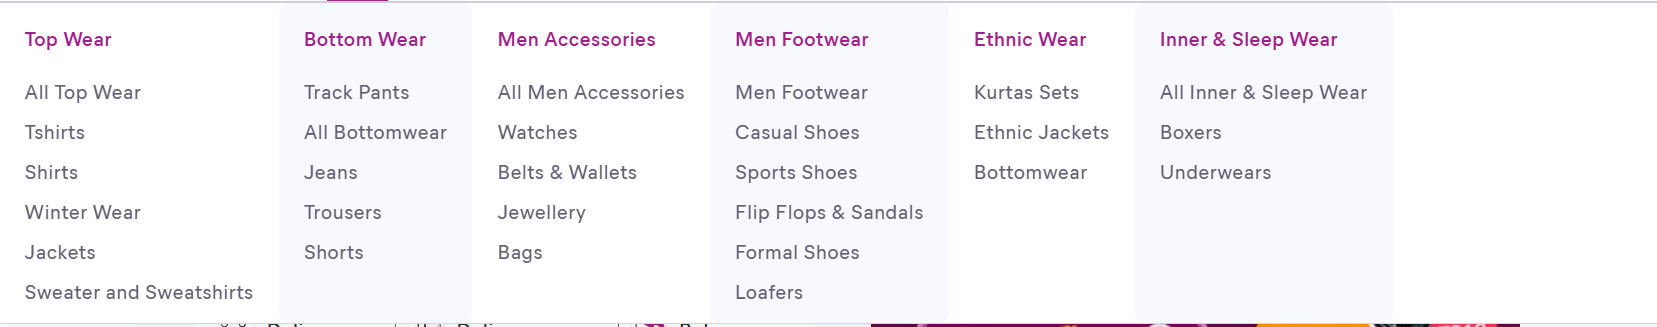 Top Wear
All Top Wear
Tshirts
Shirts
Winter Wear
Jackets
Sweater and Sweatshirts
Bottom Wear
Track Pants
All Bottomwear
Jeans
Trousers
Shorts
Men Accessories
All Men Accessories
Watches
Belts & Wallets
Jewellery
Bags
Men Footwear
Men Footwear
Casual Shoes
Sports Shoes
Flip Flops & Sandals
Formal Shoes
Loafers
Ethnic Wear
Kurtas Sets
Ethnic Jackets
Bottomwear
Inner & Sleep Wear
All Inner & Sleep Wear
Boxers
Underwears